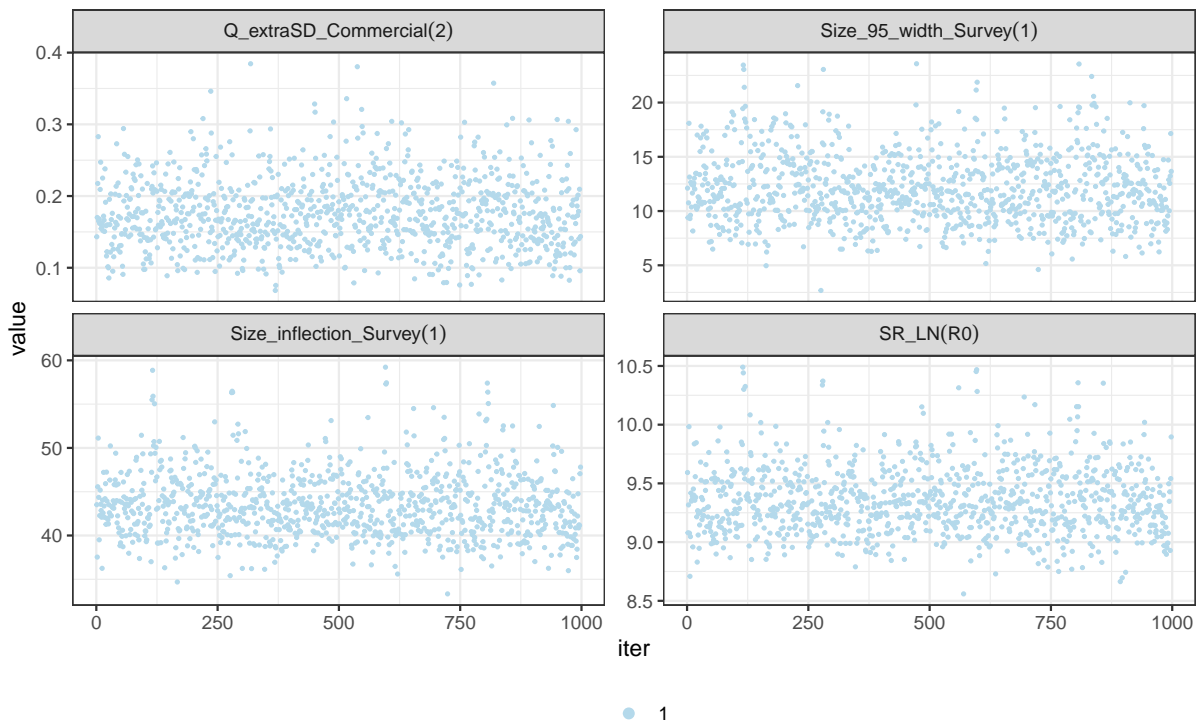 Q_extraSD_Commercial(2)
Size_95_width_Survey(1)
0.4
0.3
0.2
0.1
20
15
10
5
value
Size_inflection_Survey(1)
SR_LN(R0)
60
50
40
10.5
10.0
9.5
9.0
8.5
0 250 500 750 1000
0 250 500 750 1000
iter
1